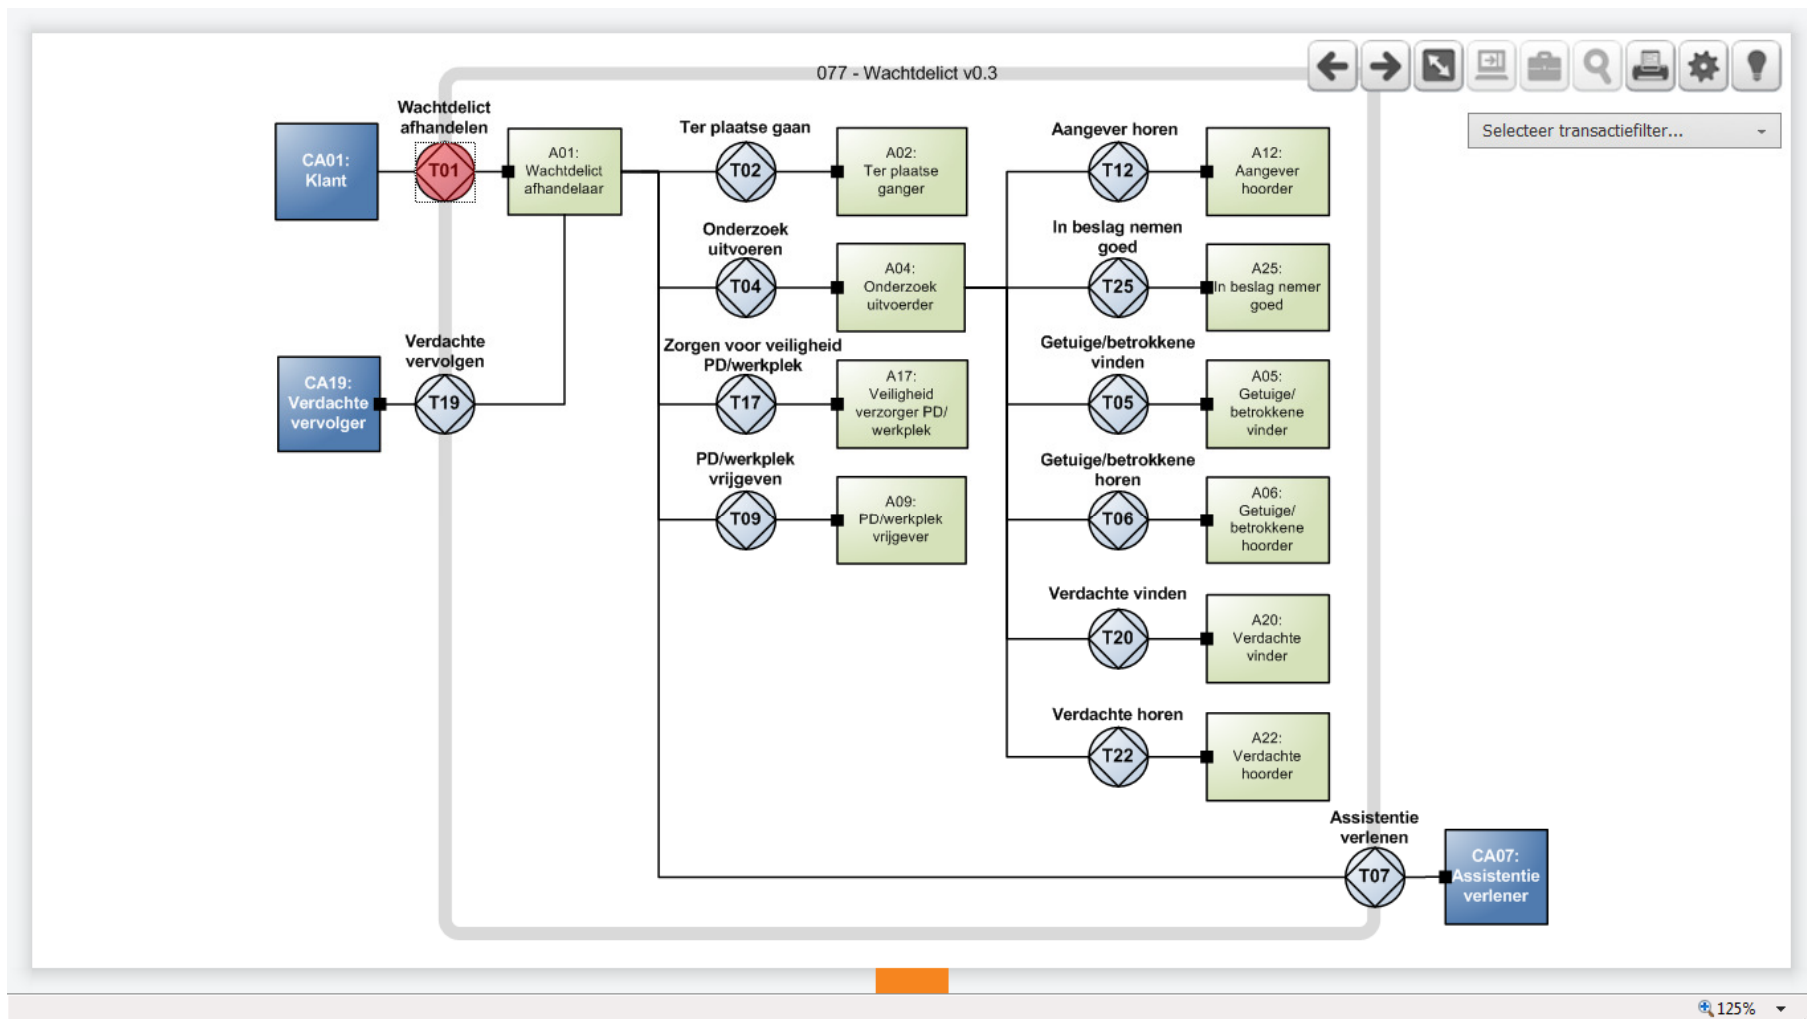 077 - Wachtdelict v0.3
Selecteer transactiefilter...
Wachtdelict
afhandelen
CA01:
Klant
T01
A01:
Wachtdelict
afhandelaar
Ter plaatse gaan
T02
A02:
Ter plaatse
ganger
Aangever horen
T12
A12:
Aangever
hoorder
Onderzoek
uitvoeren
T04
A04:
Onderzoek
uitvoerder
In beslag nemen
goed
T25
A25:
In beslag nemer
goed
Verdachte
vervolgen
CA19:
Verdachte
vervolger
T19
Zorgen voor veiligheid
PD/werkplek
T17
A17:
Veiligheid
verzorger PD/
werkplek
Getuige/betrokkene
vinden
T05
A05:
Getuige/
betrokkene
vinder
PD/werkplek
vrijgeven
T09
A09:
PD/werkplek
vrijgever
Getuige/betrokkene
horen
T06
A06:
Getuige/
betrokkene
hoorder
Verdachte vinden
T20
A20:
Verdachte
vinder
Verdachte horen
T22
A22:
Verdachte
hoorder
Assistentie
verlenen
T07
CA07:
Assistentie
verlener
125%